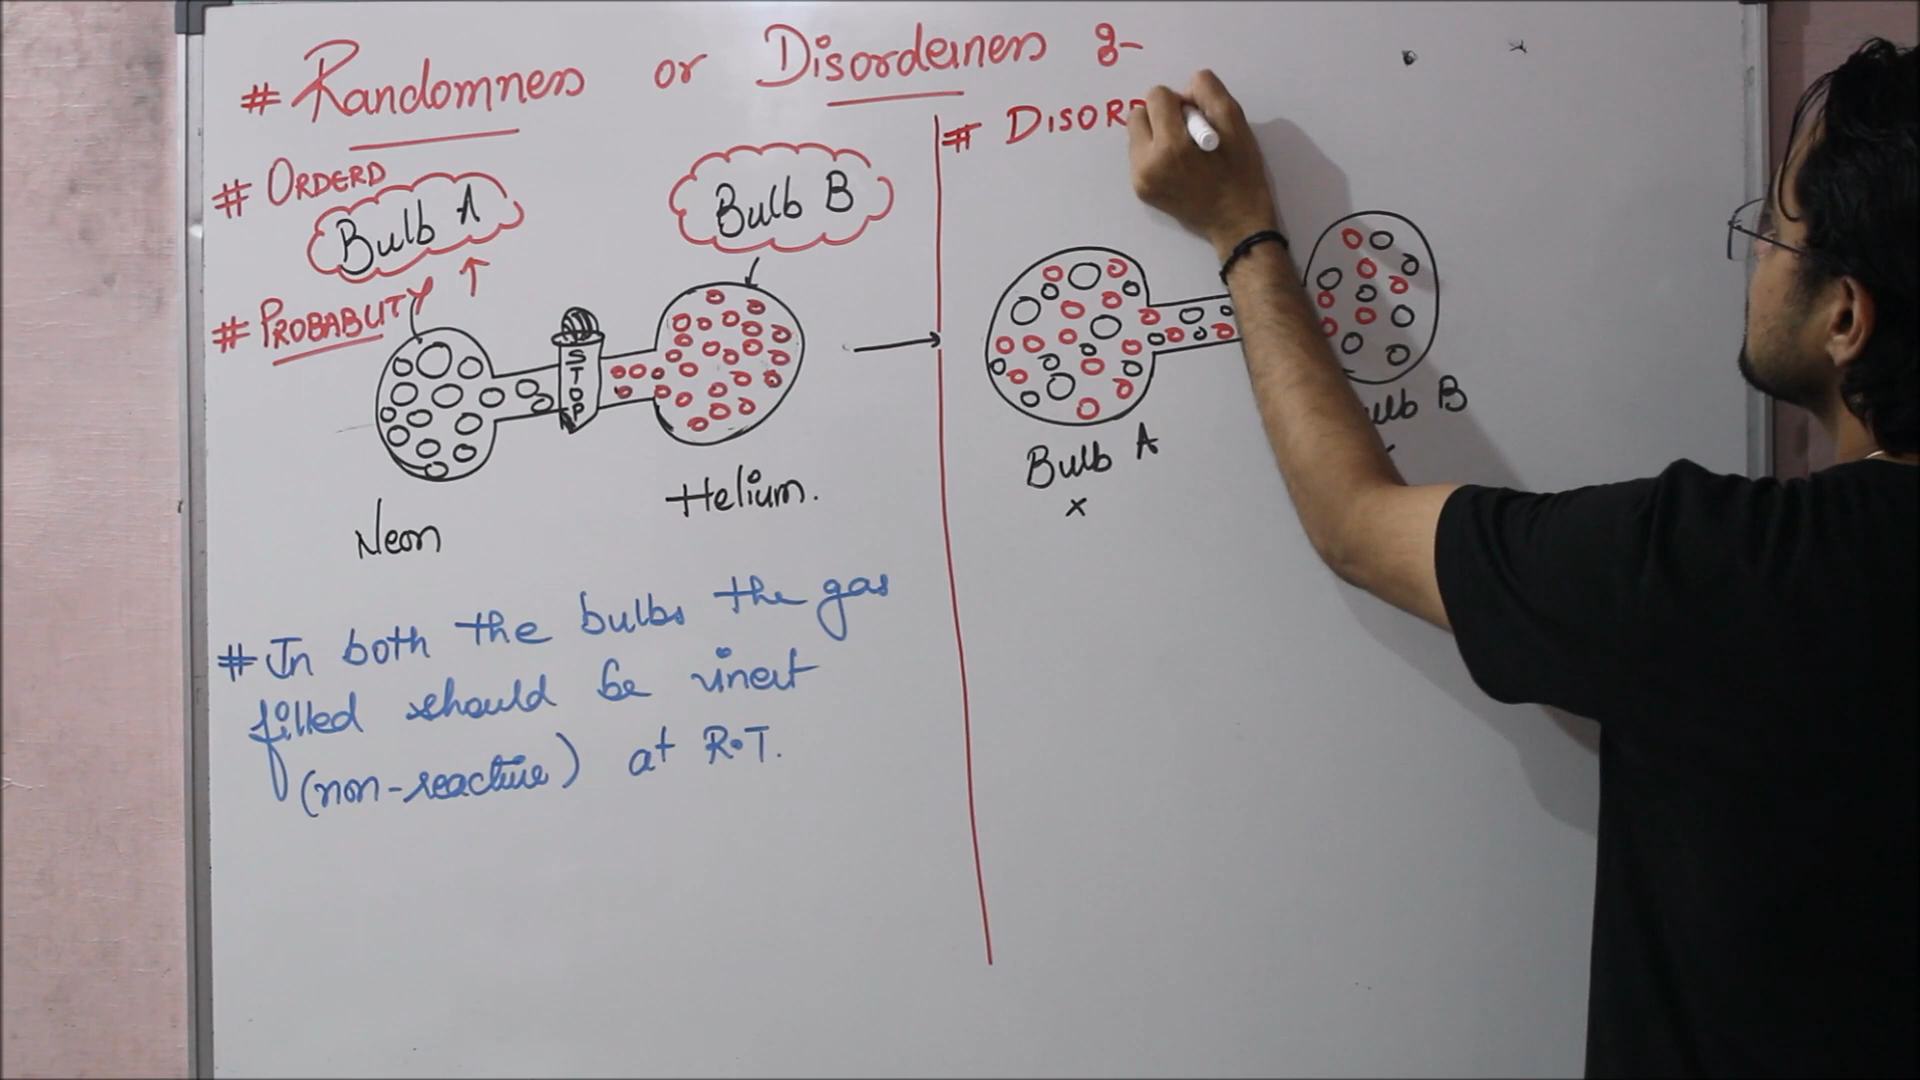 # Randomness or Disorderness :-
# ORDERD
Bulb A
Bulb B
# PROBABLITY ↑
STOP
Neon
Helium.
# In both the bulbs the gas
filled should be inert
(non-reactive) at R.T.
# DISORD
Bulb A
x
ulb B